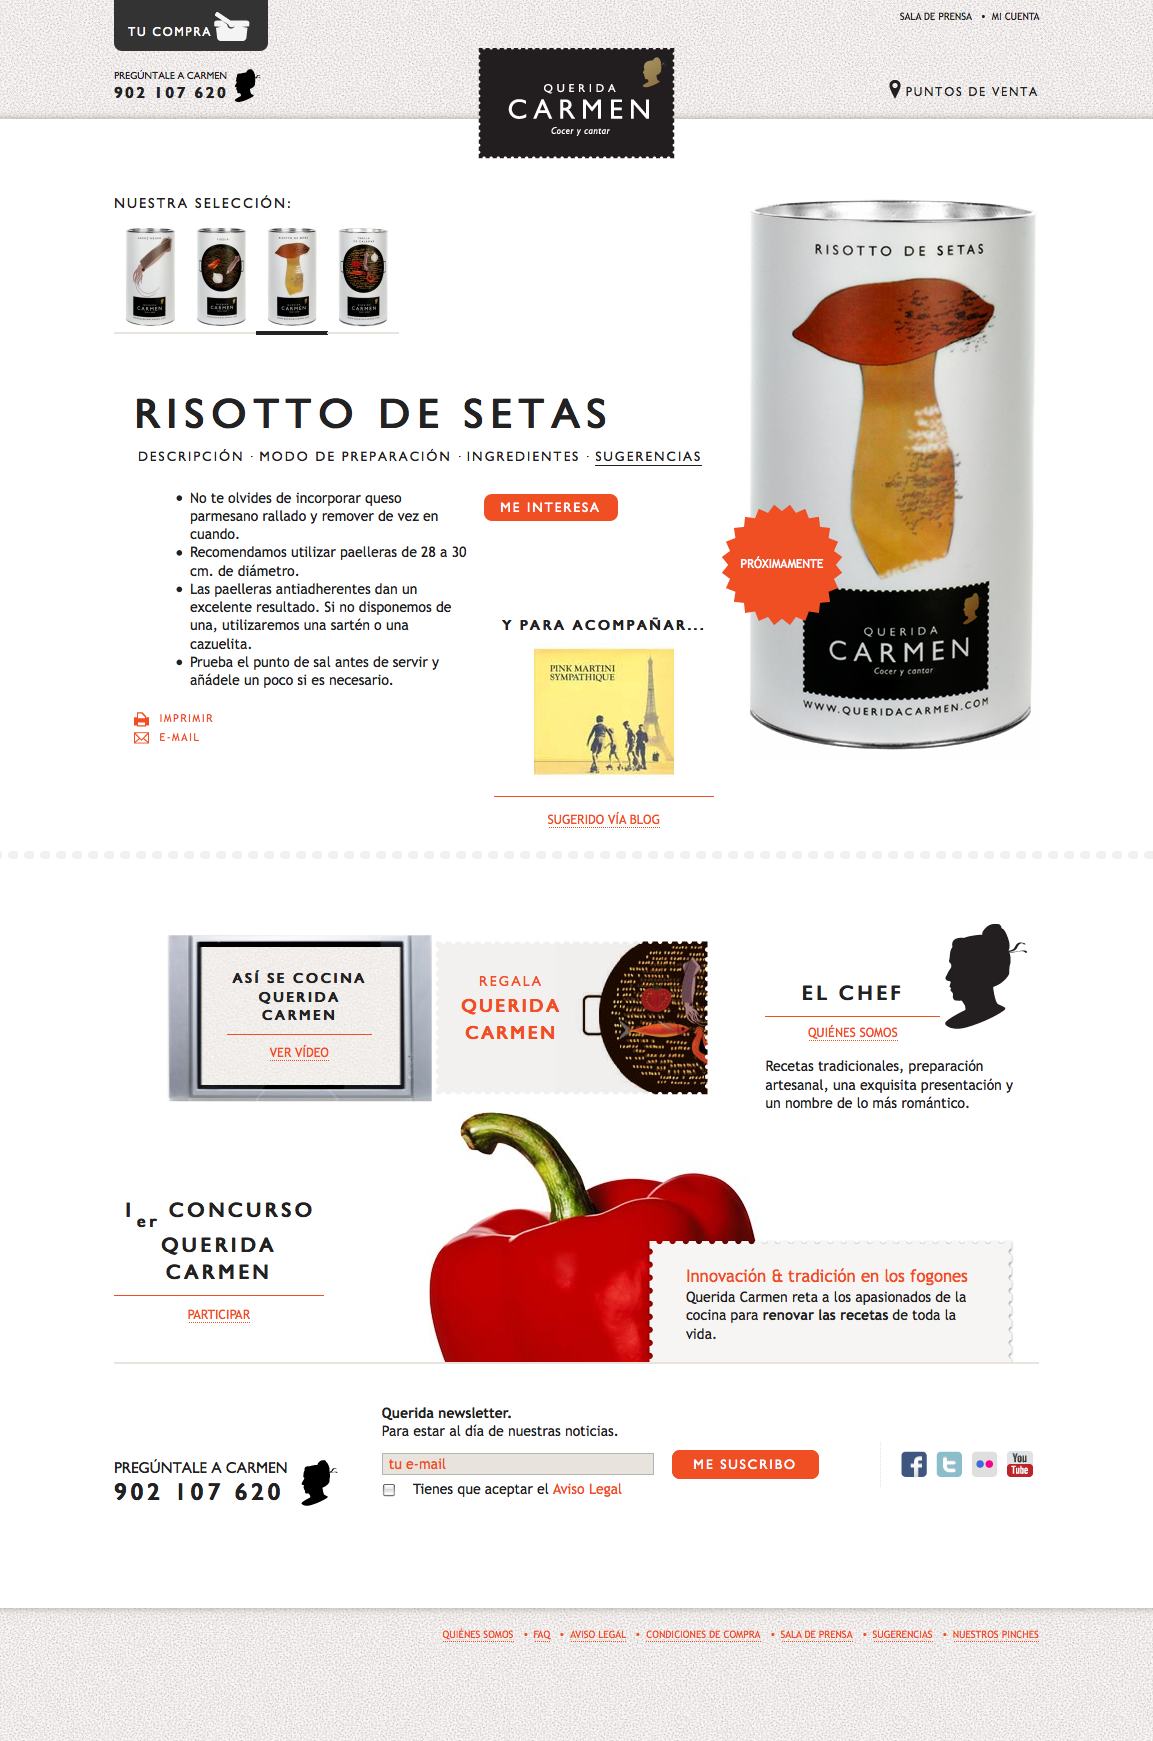 TU COMPRA
SALA DE PRENSA • MI CUENTA
PREGÚNTALE A CARMEN
902 107 620
QUERIDA
CARMEN
Cocer y cantar
PUNTOS DE VENTA
NUESTRA SELECCIÓN:
RISOTTO DE SETAS
RISOTTO DE SETAS
DESCRIPCIÓN · MODO DE PREPARACIÓN · INGREDIENTES · SUGERENCIAS
• No te olvides de incorporar queso
parmesano rallado y remover de vez en
cuando.
• Recomendamos utilizar paelleras de 28 a 30
cm. de diámetro.
• Las paelleras antiadherentes dan un
excelente resultado. Si no disponemos de
una, utilizaremos una sartén o una
cazuelita.
• Prueba el punto de sal antes de servir y
añádele un poco si es necesario.
IMPRIMIR
E-MAIL
ME INTERESA
Y PARA ACOMPAÑAR...
PINK MARTINI
SYMPATHIQUE
SUGERIDO VÍA BLOG
PRÓXIMAMENTE
QUERIDA
CARMEN
Cocer y cantar
WWW.QUERIDACARMEN.COM
ASÍ SE COCINA
QUERIDA
CARMEN
VER VÍDEO
REGALA
QUERIDA
CARMEN
EL CHEF
QUIÉNES SOMOS
Recetas tradicionales, preparación
artesanal, una exquisita presentación y
un nombre de lo más romántico.
1er CONCURSO
QUERIDA
CARMEN
PARTICIPAR
Innovación & tradición en los fogones
Querida Carmen reta a los apasionados de la
cocina para renovar las recetas de toda la
vida.
PREGÚNTALE A CARMEN
902 107 620
Querida newsletter.
Para estar al día de nuestras noticias.
tu e-mail
ME SUSCRIBO
Tienes que aceptar el Aviso Legal
You
Tube
QUIÉNES SOMOS • FAQ • AVISO LEGAL • CONDICIONES DE COMPRA • SALA DE PRENSA • SUGERENCIAS • NUESTROS PINCHES